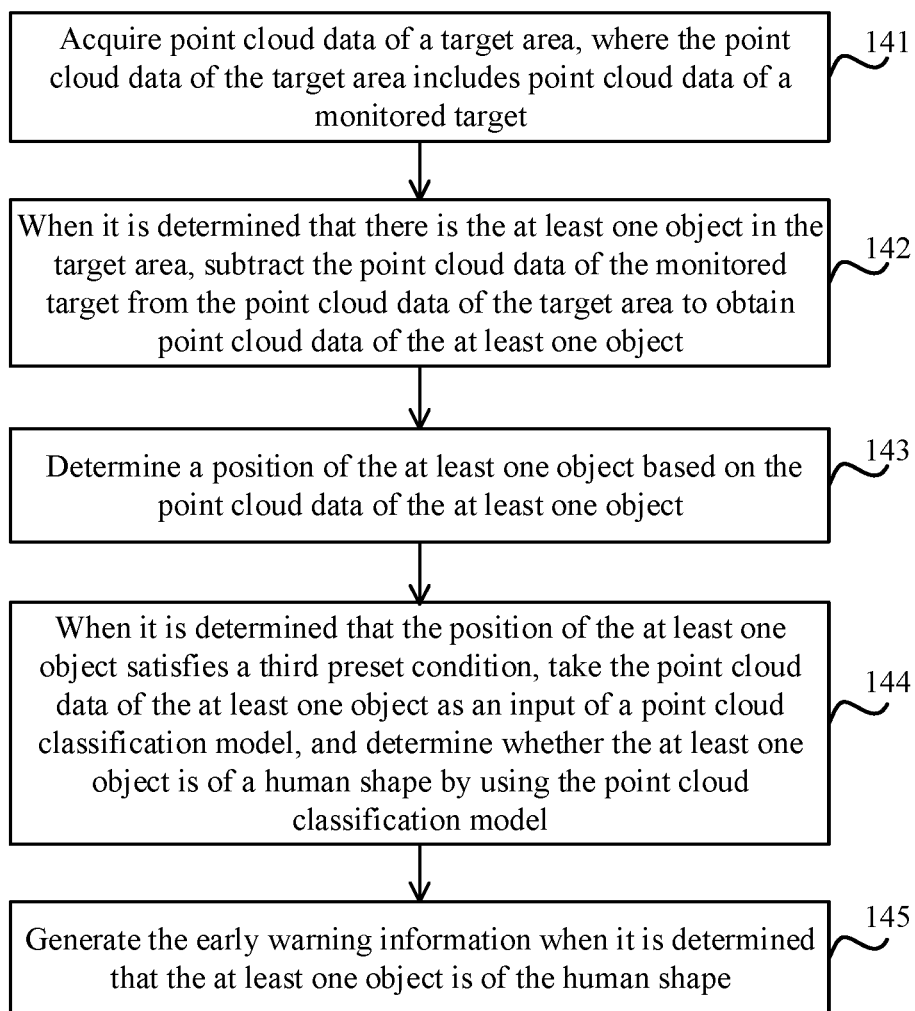 Acquire point cloud data of a target area, where the point
cloud data of the target area includes point cloud data of a
monitored target
141
When it is determined that there is the at least one object in the
target area, subtract the point cloud data of the monitored
target from the point cloud data of the target area to obtain
point cloud data of the at least one object
142
Determine a position of the at least one object based on the
point cloud data of the at least one object
143
When it is determined that the position of the at least one
object satisfies a third preset condition, take the point cloud
data of the at least one object as an input of a point cloud
classification model, and determine whether the at least one
object is of a human shape by using the point cloud
classification model
144
Generate the early warning information when it is determined
that the at least one object is of the human shape
145